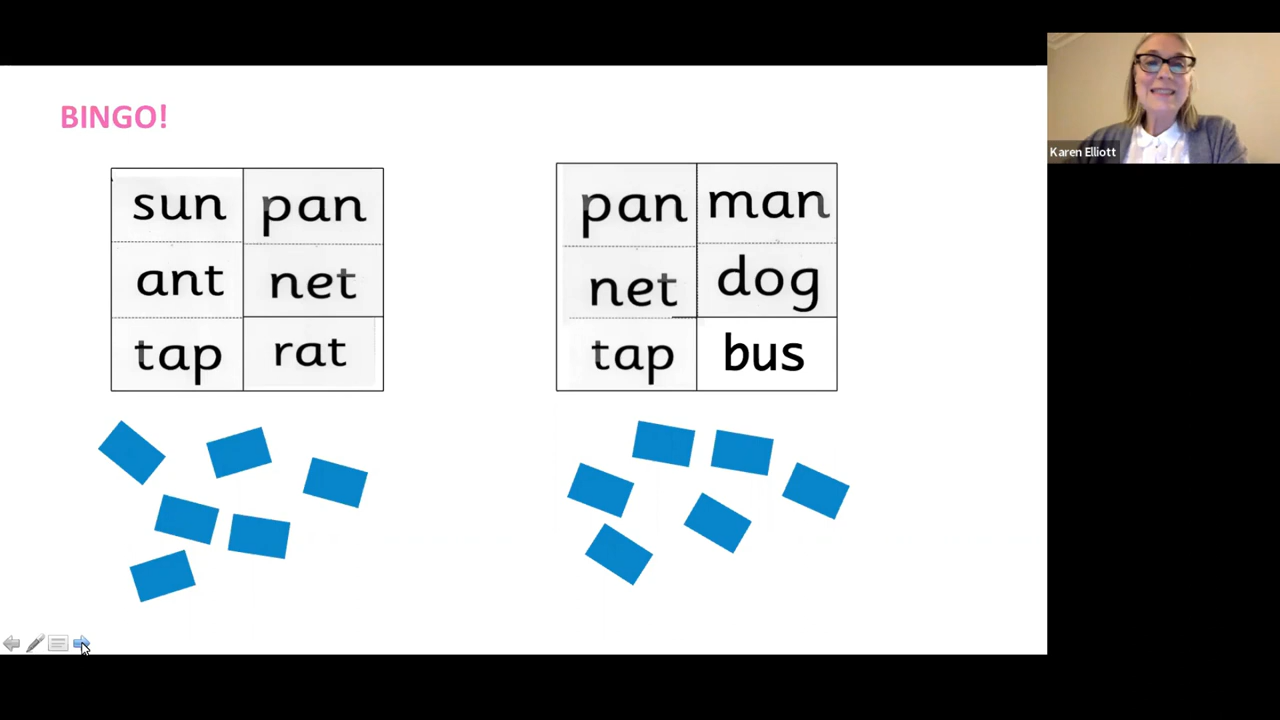 BINGO!
sun pan
ant net
tap rat
pan man
net dog
tap bus
Karen Elliott